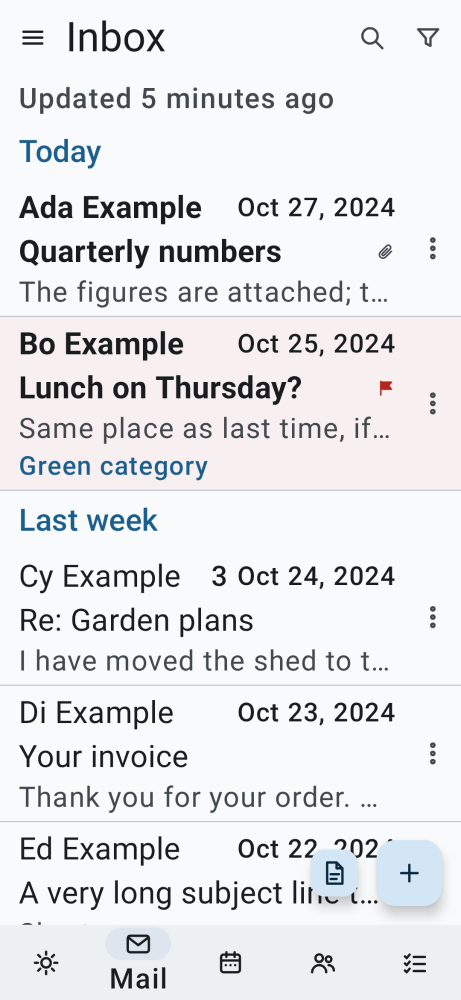 Inbox
Updated 5 minutes ago
Today
Ada Example Oct 27, 2024
Quarterly numbers
The figures are attached; t…
Bo Example Oct 25, 2024
Lunch on Thursday?
Same place as last time, if…
Green category
Last week
Cy Example 3 Oct 24, 2024
Re: Garden plans
I have moved the shed to t…
Di Example Oct 23, 2024
Your invoice
Thank you for your order. …
Ed Example Oct 22, 2024
A very long subject line t…
Mail